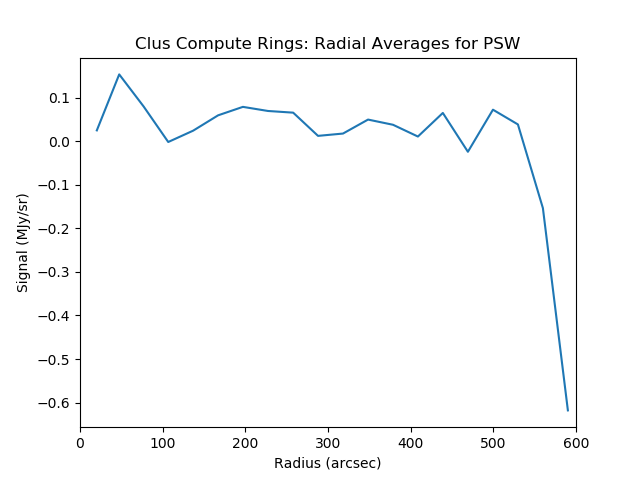 Clus Compute Rings: Radial Averages for PSW
0.1
0.0
−0.1
−0.2
−0.3
−0.4
−0.5
−0.6
Signal (MJy/sr)
0 100 200 300 400 500 600
Radius (arcsec)